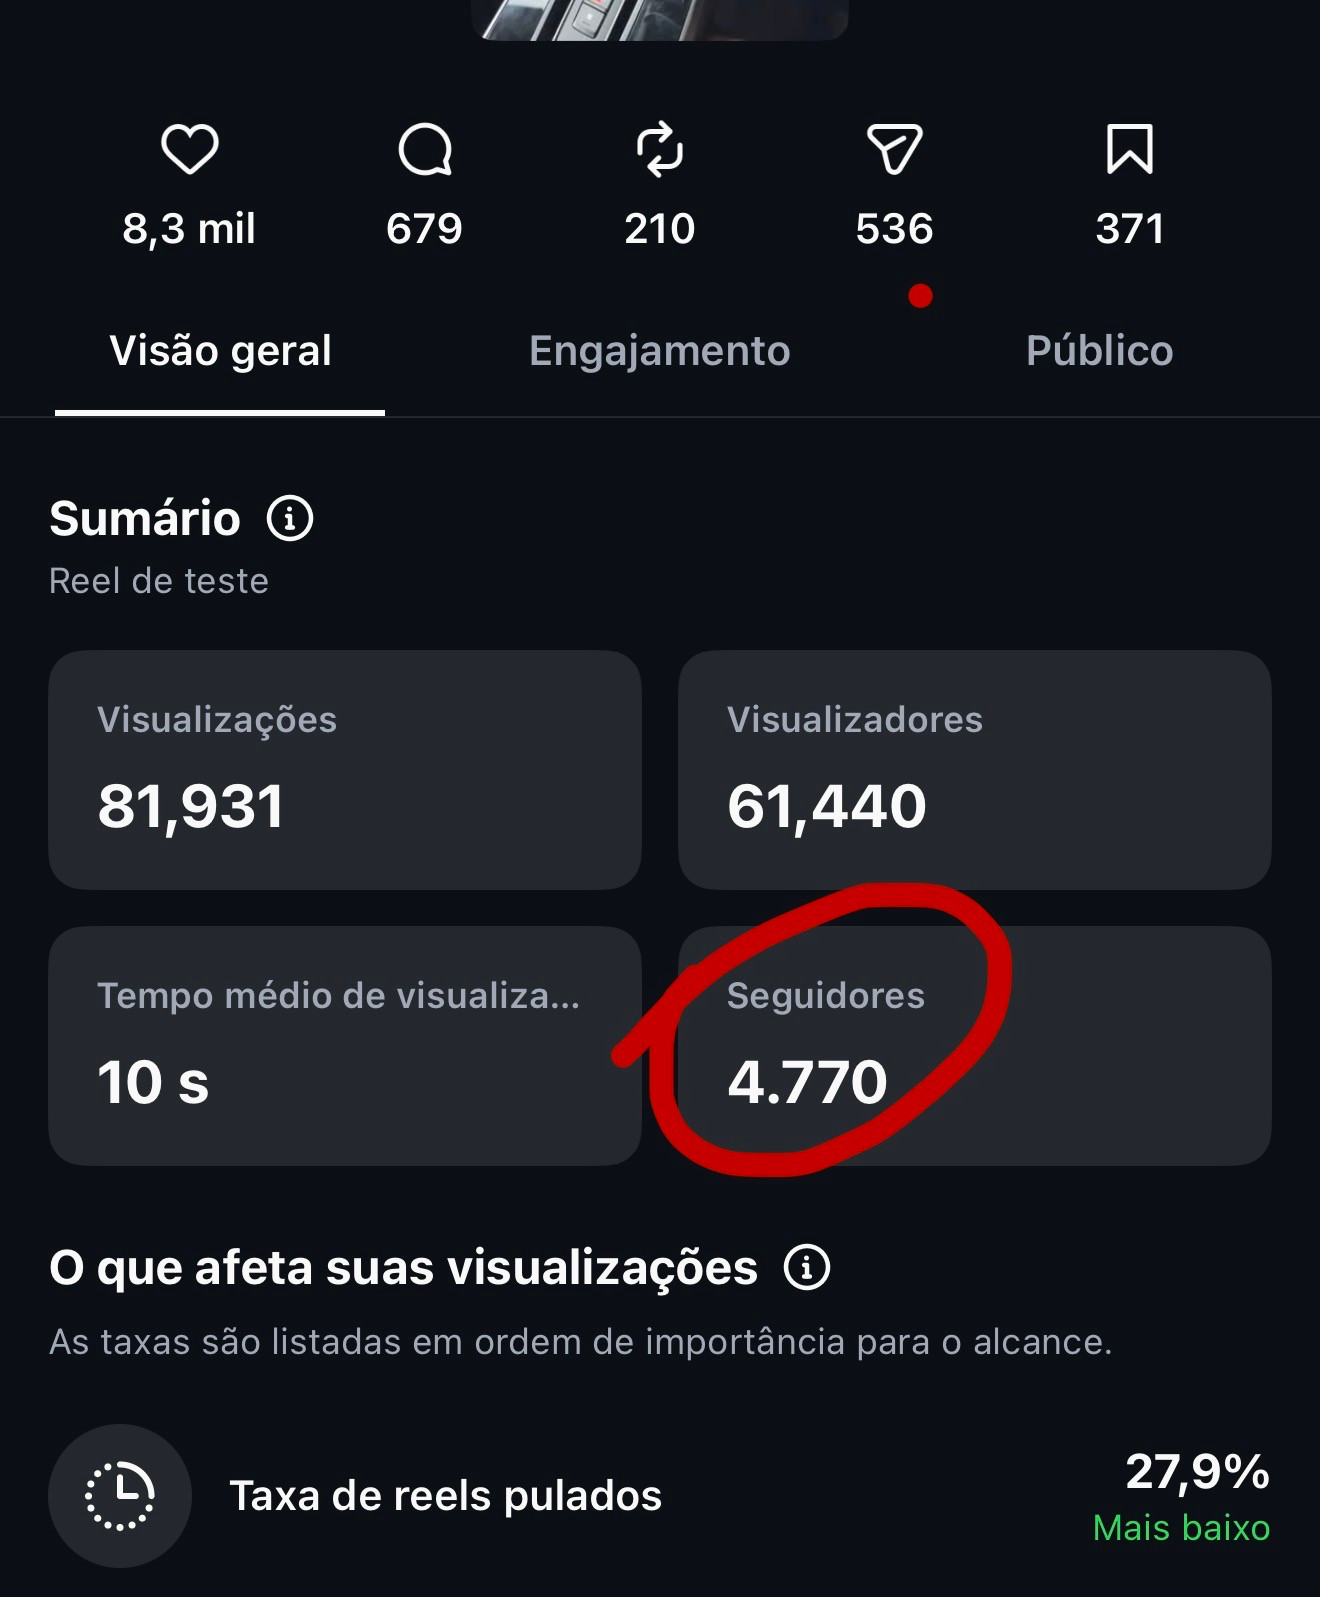 8,3 mil 679 210 536 371
Visão geral Engajamento Público
Sumário
Reel de teste
Visualizações Visualizadores
81,931 61,440
Tempo médio de visualiza... Seguidores
10 s 4.770
O que afeta suas visualizações
As taxas são listadas em ordem de importância para o alcance.
Taxa de reels pulados 27,9%
Mais baixo